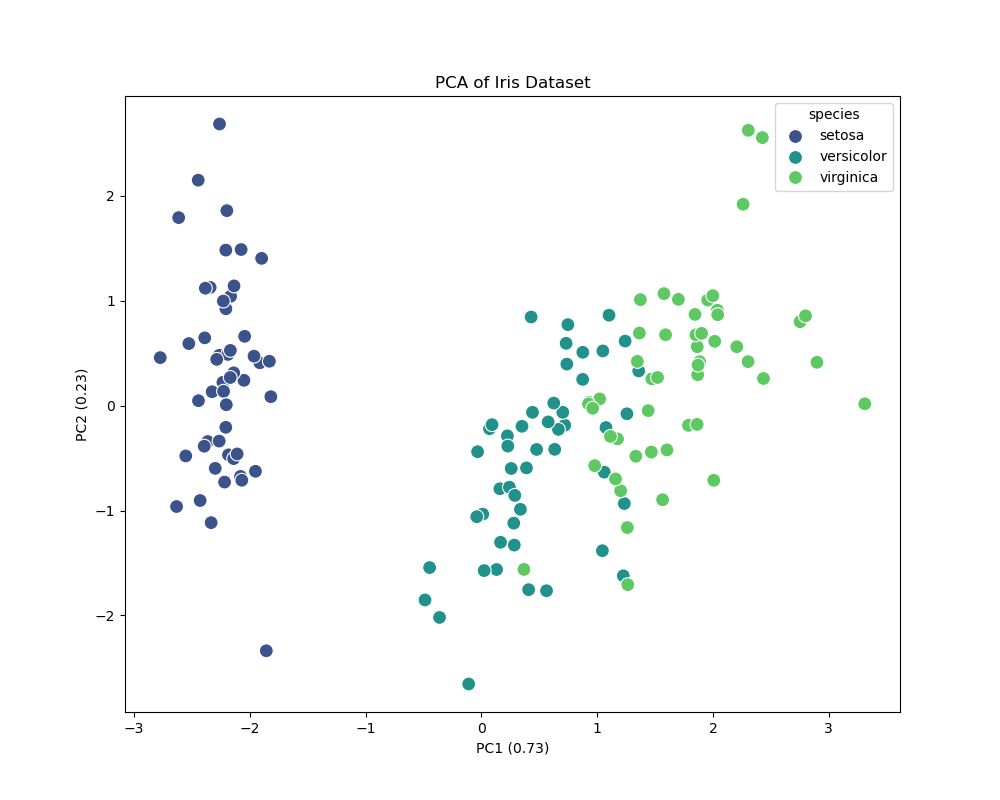 PCA of Iris Dataset
species
setosa
versicolor
virginica
2
1
0
−1
−2
PC2 (0.23)
−3
−2
−1
0
1
2
3
PC1 (0.73)